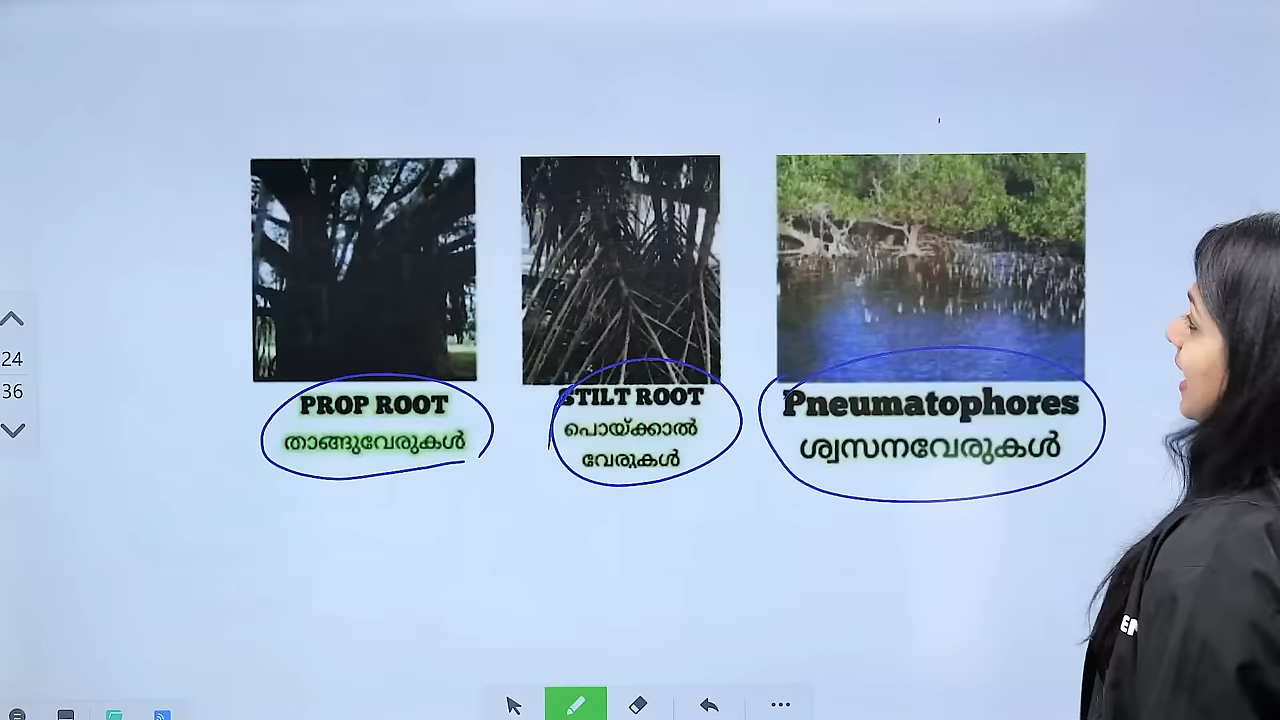 24
36
PROP ROOT
താങ്ങുവേരുകൾ
STILT ROOT
പൊയ്ക്കാൽ
വേരുകൾ
Pneumatophores
ശ്വസനവേരുകൾ